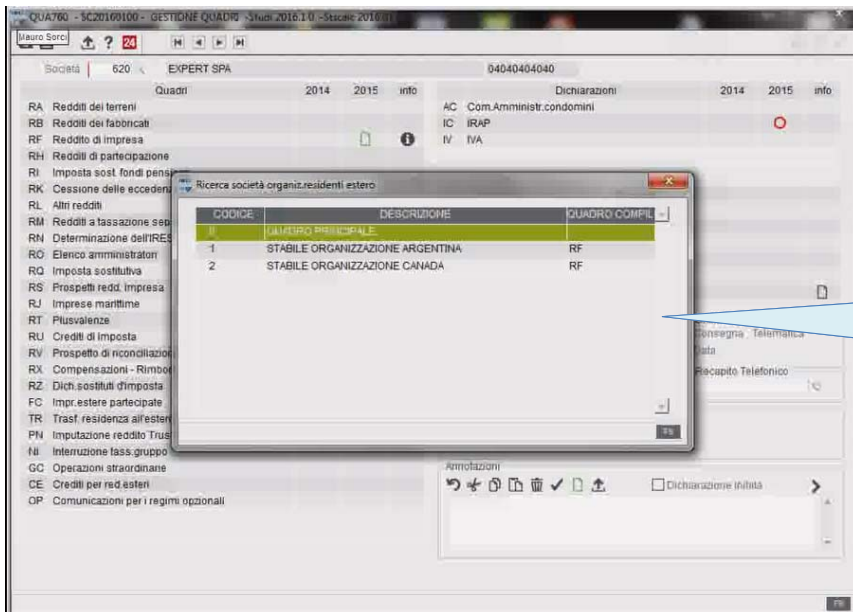 QUA760 - SC20160100 - GESTIONE QUADRI - Studi 2016.1.0 -
Mauro Sorci
? 24
Società 620 EXPERT SPA 04040404040
Quadri 2014 2015 info
RA Redditi dei terreni
RB Redditi dei fabbricati
RF Reddito di impresa
RH Redditi di partecipazione
RI Imposta sost. fondi pens
RK Cessione delle ecceden
RL Altri redditi
RM Redditi a tassazione sep
RN Determinazione dell'IRES
RO Elenco amministratori
RQ Imposta sostitutiva
RS Prospetti redd. impresa
RJ Imprese marittime
RT Plusvalenze
RU Crediti di imposta
RV Prospetto di riconciliazion
RX Compensazioni - Rimbor
RZ Dich.sostituti d'imposta
FC Impr.estere partecipate
TR Trasf. residenza all'ester
PN Imputazione reddito Trus
NI Interruzione tass.gruppo
GC Operazioni straordinarie
CE Crediti per red.esteri
OP Comunicazioni per i regimi opzionali
Dichiarazioni 2014 2015 info
AC Com.Amministr.condomini
IC IRAP
IV IVA
Ricerca società organiz.residenti estero
CODICE DESCRIZIONE QUADRO COMPIL
0 QUADRO PRINCIPALE
1 STABILE ORGANIZZAZIONE ARGENTINA RF
2 STABILE ORGANIZZAZIONE CANADA RF
Consegna Telematica
Data
Recapito Telefonico
Annotazioni
Dichiarazione inibita